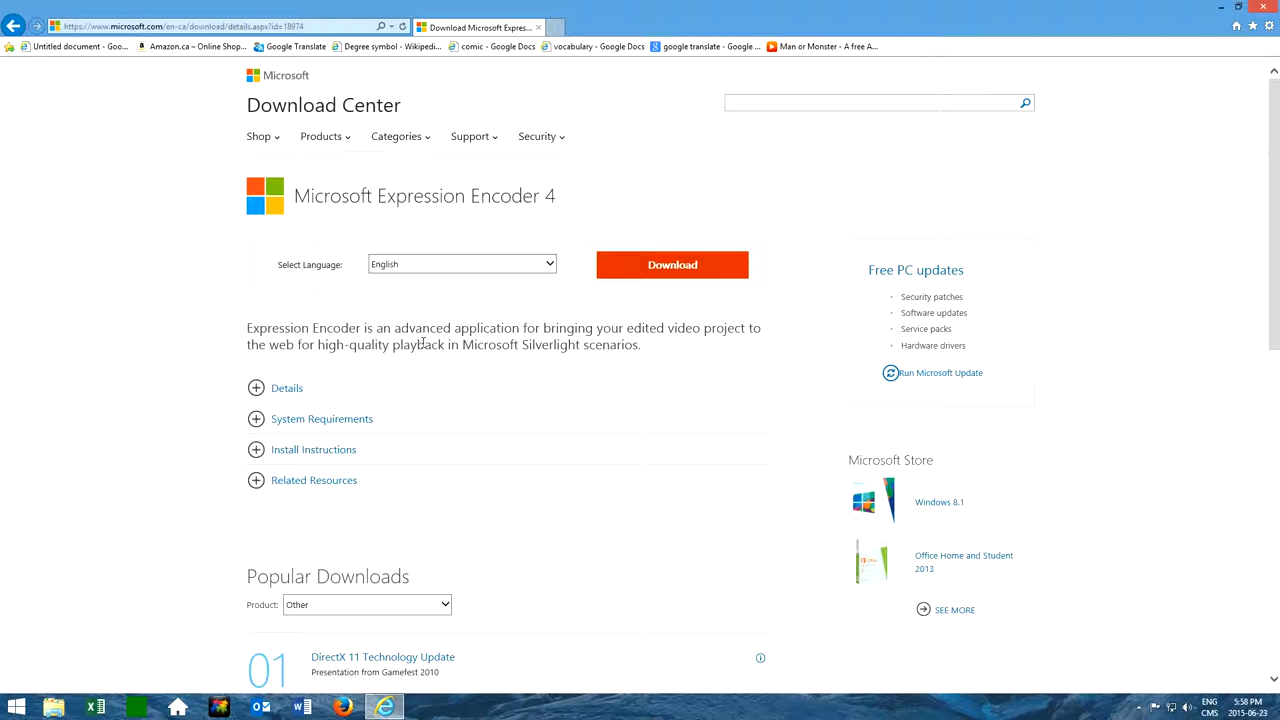 https://www.microsoft.com/en-ca/download/details.aspx?id=18974
Download Microsoft Expres...
Untitled document - Goo...
Amazon.ca – Online Shop...
Google Translate
Degree symbol - Wikipedi...
comic - Google Docs
vocabulary - Google Docs
google translate - Google ...
Man or Monster - A free A...
Microsoft
Download Center
Shop
Products
Categories
Support
Security
Microsoft Expression Encoder 4
Select Language:
English
Download
Expression Encoder is an advanced application for bringing your edited video project to
the web for high-quality playback in Microsoft Silverlight scenarios.
Details
System Requirements
Install Instructions
Related Resources
Free PC updates
Security patches
Software updates
Service packs
Hardware drivers
Run Microsoft Update
Microsoft Store
Windows 8.1
Office Home and Student
2013
SEE MORE
Popular Downloads
Product:
Other
01
DirectX 11 Technology Update
Presentation from Gamefest 2010
ENG
CMS
5:58 PM
2015-06-23